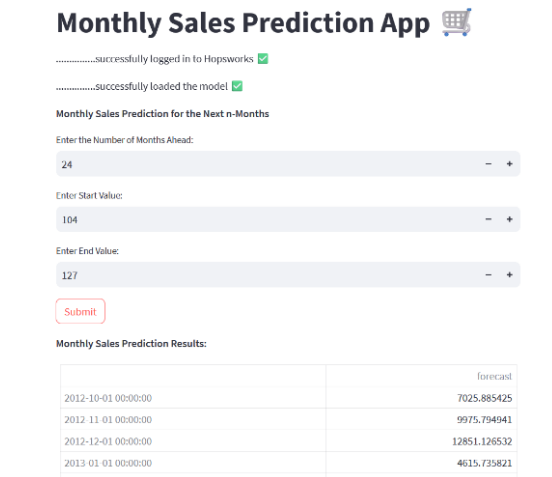 Monthly Sales Prediction App 🛒
...............successfully logged in to Hopsworks ✅
...............successfully loaded the model ✅
Monthly Sales Prediction for the Next n-Months
Enter the Number of Months Ahead:
24 − +
Enter Start Value:
104 − +
Enter End Value:
127 − +
Submit
Monthly Sales Prediction Results:
forecast
2012-10-01 00:00:00 7025.885425
2012-11-01 00:00:00 9975.794941
2012-12-01 00:00:00 12851.126532
2013-01-01 00:00:00 4615.735821